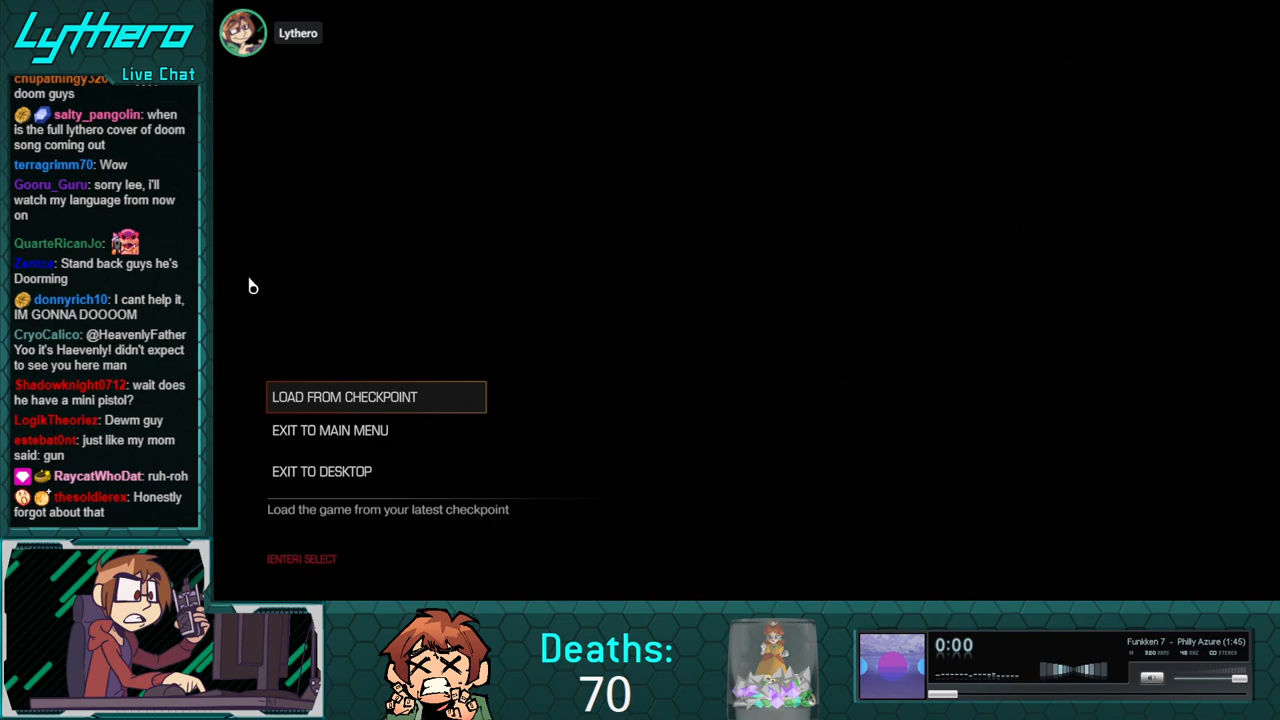 Lythero
Live Chat
Lythero
doom guys
salty_pangolin: when
is the full lythero cover of doom
song coming out
terragrimm70: Wow
Gooru_Guru: sorry lee, i'll
watch my language from now
on
QuarteRicanJo:
Stand back guys he's
Doorming
donnyrich10: I cant help it,
IM GONNA DOOOOM
CryoCalico: @HeavenlyFather
Yoo it's Haevenly! didn't expect
to see you here man
Shadowknight0712: wait does
he have a mini pistol?
LogikTheoriez: Dewm guy
estebat0nt: just like my mom
said: gun
RaycatWhoDat: ruh-roh
thesoldierex: Honestly
forgot about that
LOAD FROM CHECKPOINT
EXIT TO MAIN MENU
EXIT TO DESKTOP
Load the game from your latest checkpoint
[ENTER] SELECT
Deaths:
70
0:00
Funkken 7 - Philly Azure (1:45)